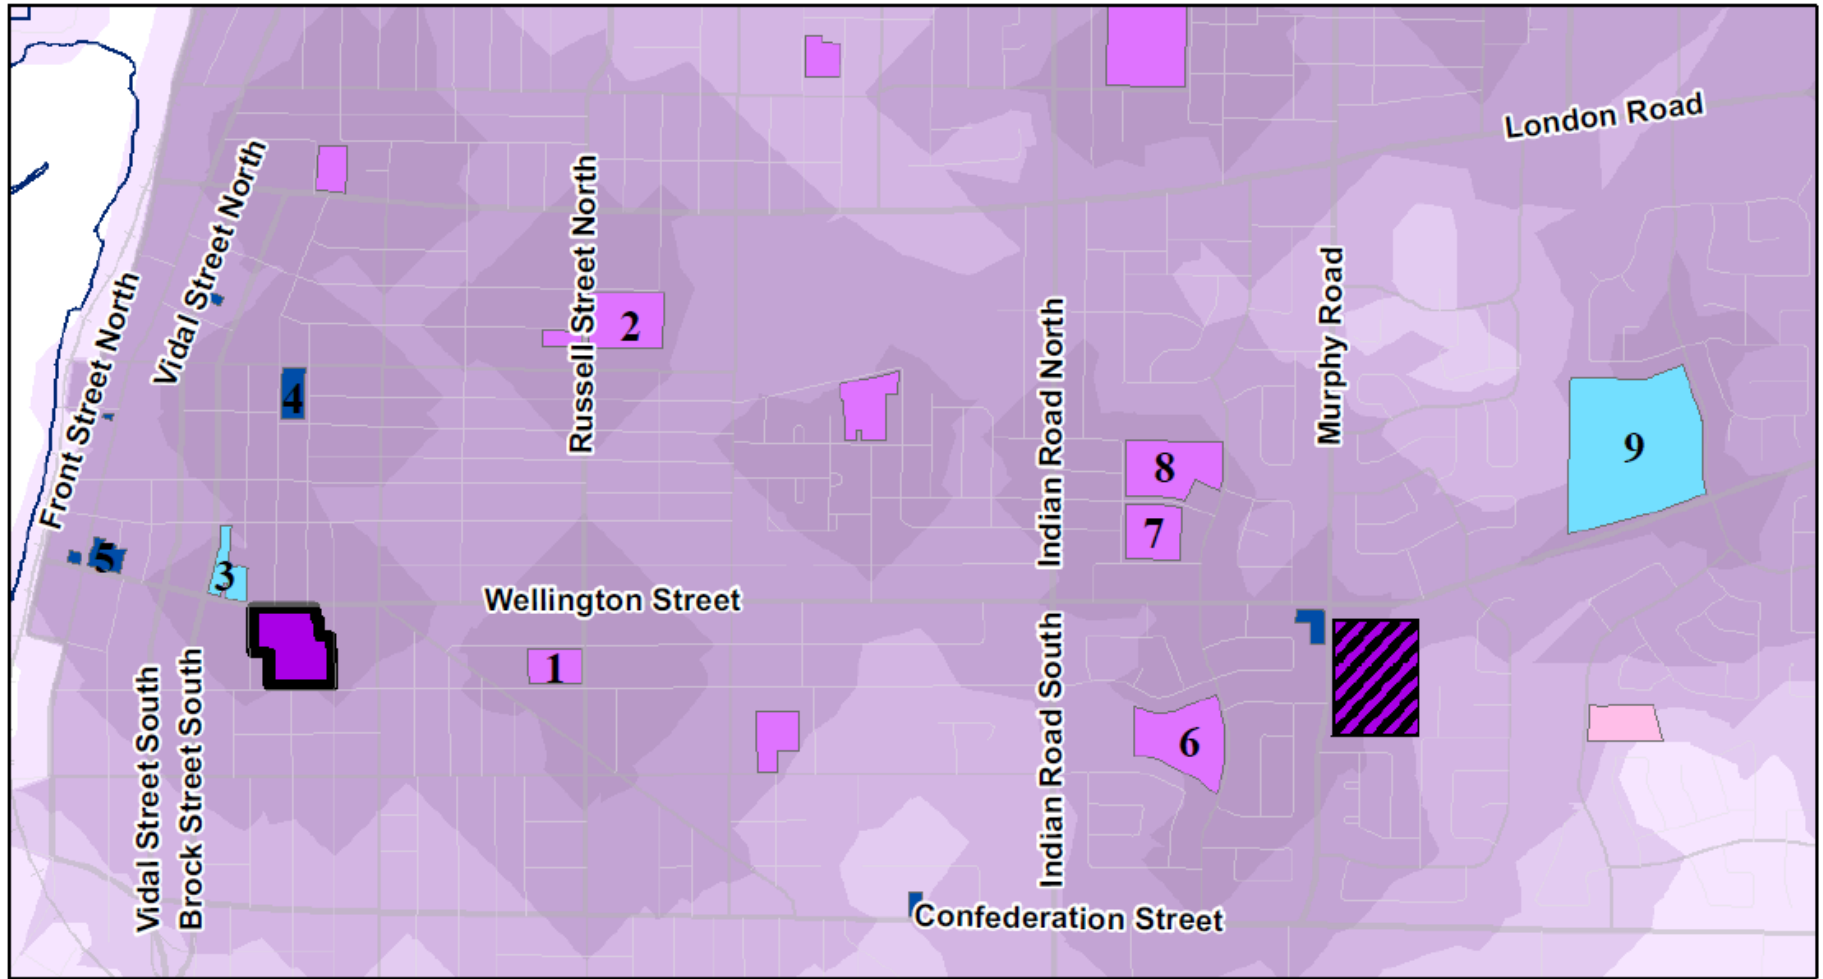 London Road
Vidal Street North
Russell Street North
Front Street North
Indian Road North
Murphy Road
2
4
9
8
7
5
3
Wellington Street
1
6
Vidal Street South
Brock Street South
Indian Road South
Confederation Street